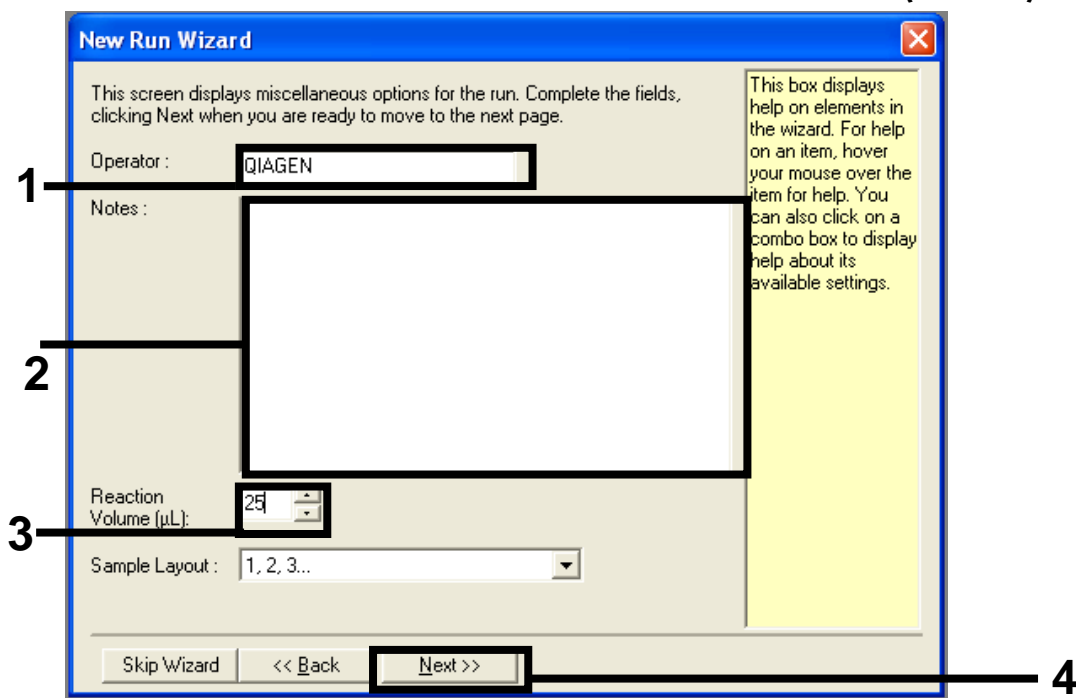 New Run Wizard
This screen displays miscellaneous options for the run. Complete the fields,
clicking Next when you are ready to move to the next page.
Operator :
QIAGEN
1
Notes :
2
Reaction
Volume (µL):
25
3
Sample Layout :
1, 2, 3...
Skip Wizard
<< Back
Next >>
4
This box displays
help on elements in
the wizard. For help
on an item, hover
your mouse over the
item for help. You
can also click on a
combo box to display
help about its
available settings.